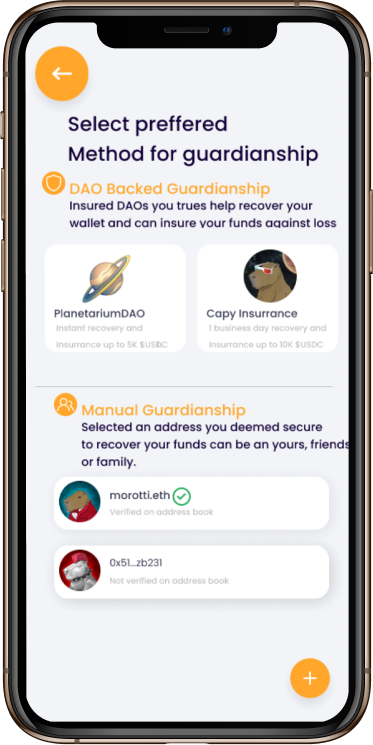 Select preffered
Method for guardianship
DAO Backed Guardianship
Insured DAOs you trues help recover your
wallet and can insure your funds against loss
PlanetariumDAO
Instant recovery and
Insurrance up to 5K $USDC
Capy Insurrance
1 business day recovery and
Insurrance up to 10K $USDC
Manual Guardianship
Selected an address you deemed secure
to recover your funds can be an yours, friends
or family.
morotti.eth
Verified on address book
0x51...zb231
Not verified on address book